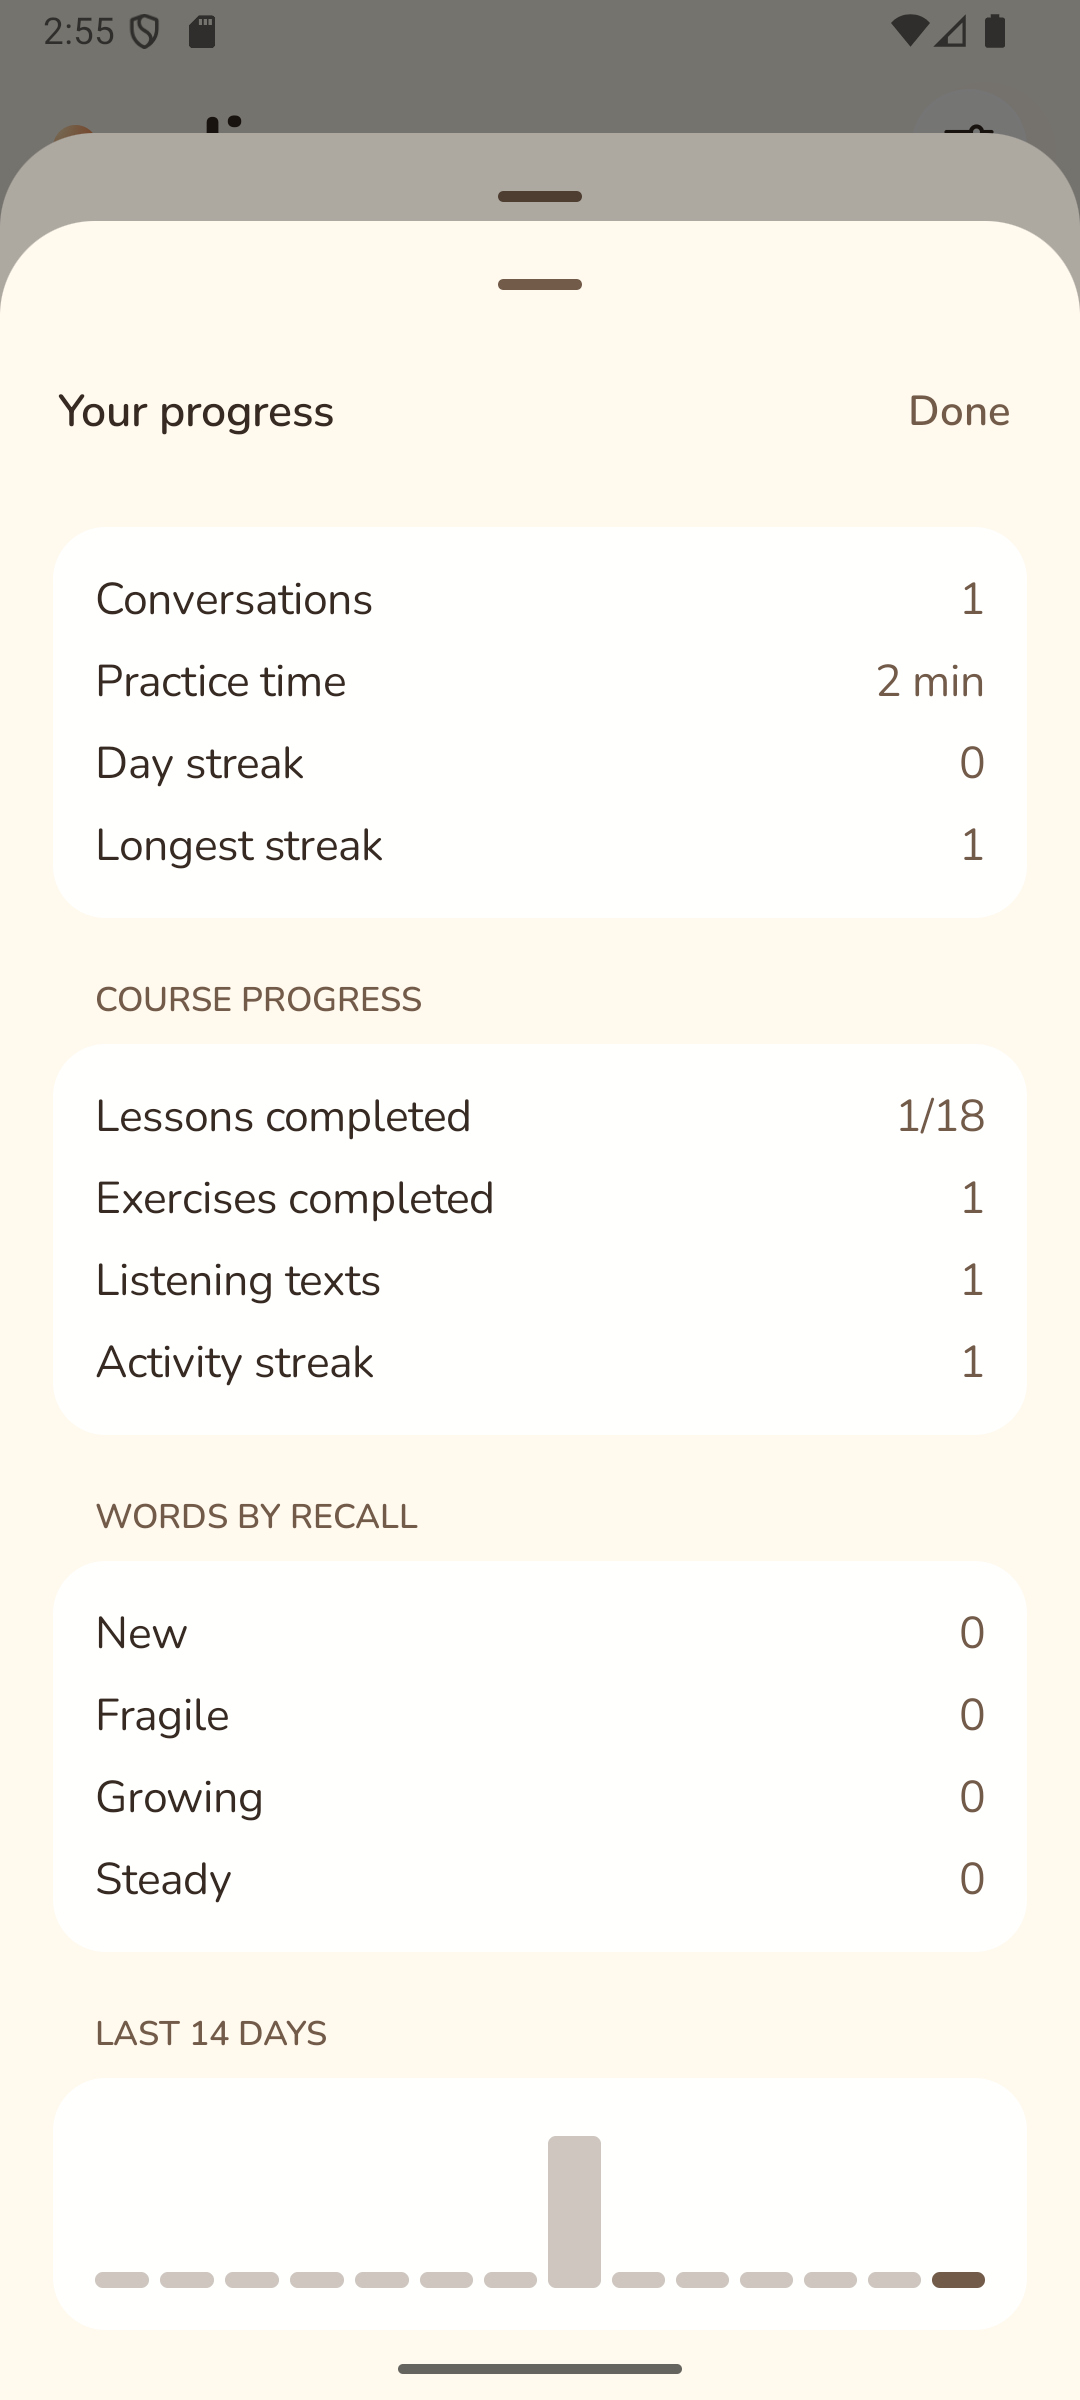 2:55
Your progress
Done
Conversations 1
Practice time 2 min
Day streak 0
Longest streak 1
COURSE PROGRESS
Lessons completed 1/18
Exercises completed 1
Listening texts 1
Activity streak 1
WORDS BY RECALL
New 0
Fragile 0
Growing 0
Steady 0
LAST 14 DAYS